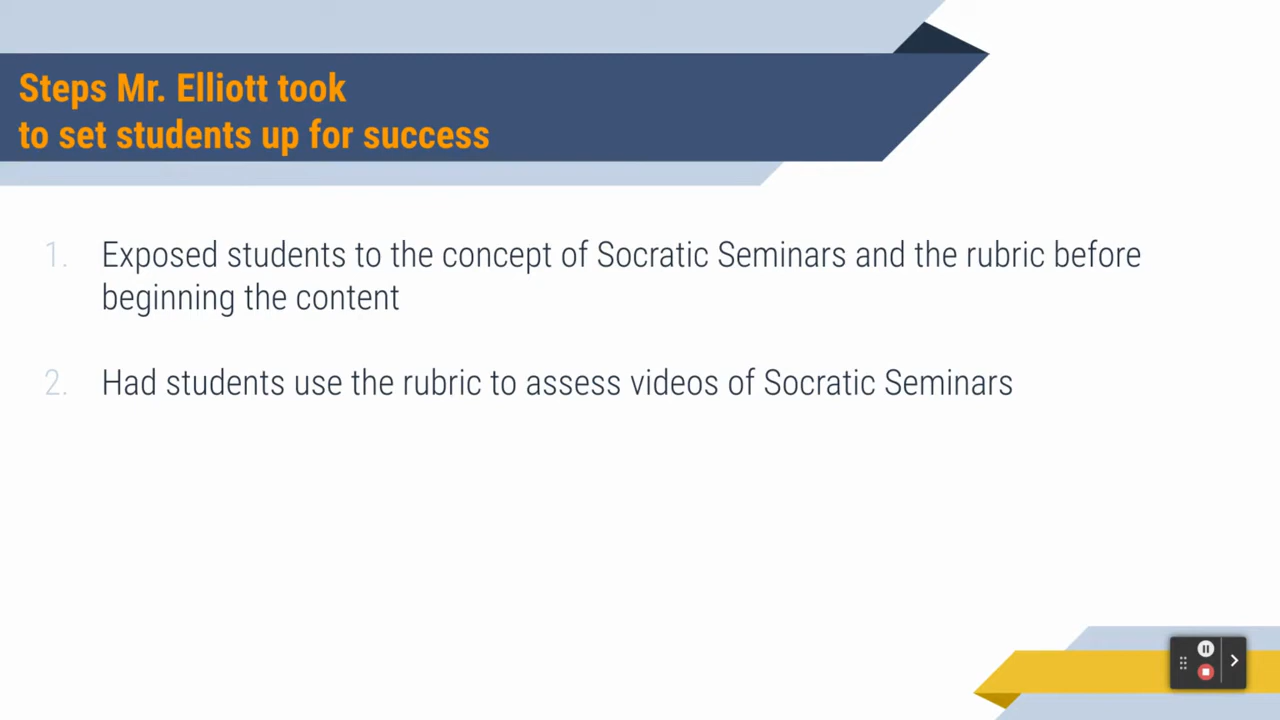 Steps Mr. Elliott took
to set students up for success
1. Exposed students to the concept of Socratic Seminars and the rubric before
beginning the content
2. Had students use the rubric to assess videos of Socratic Seminars